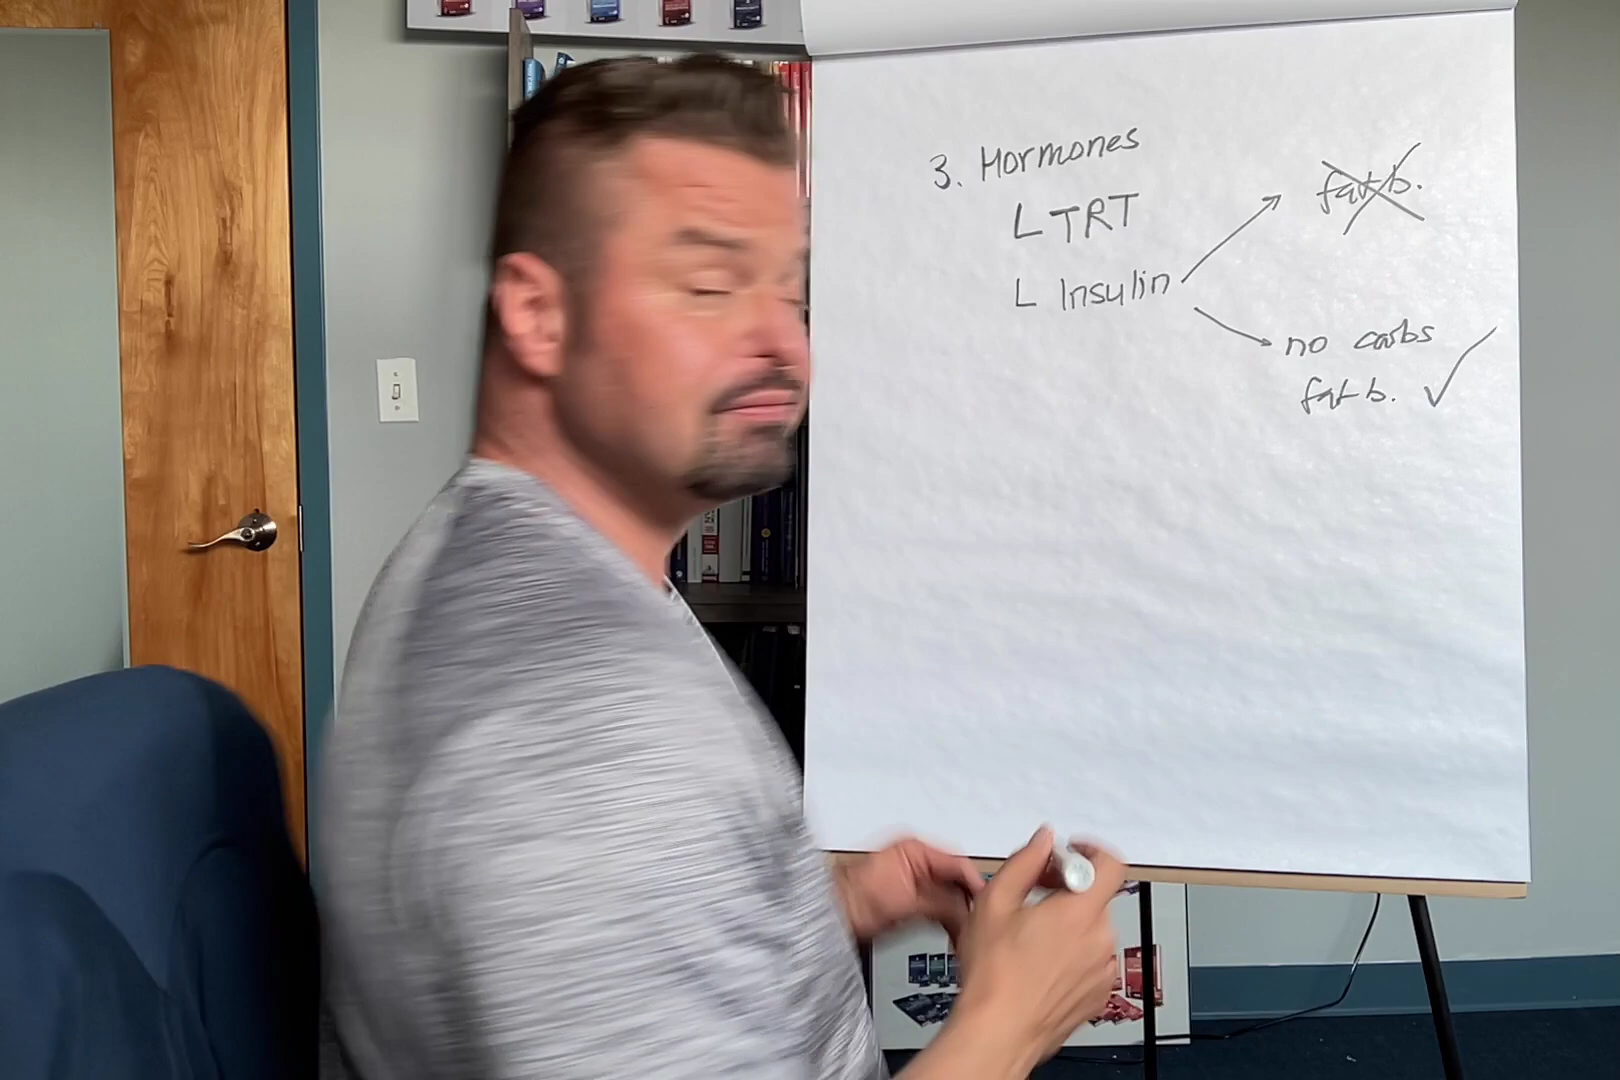 3. Hormones
L TRT
L Insulin
fat b.
no carbs
fat b. ✓